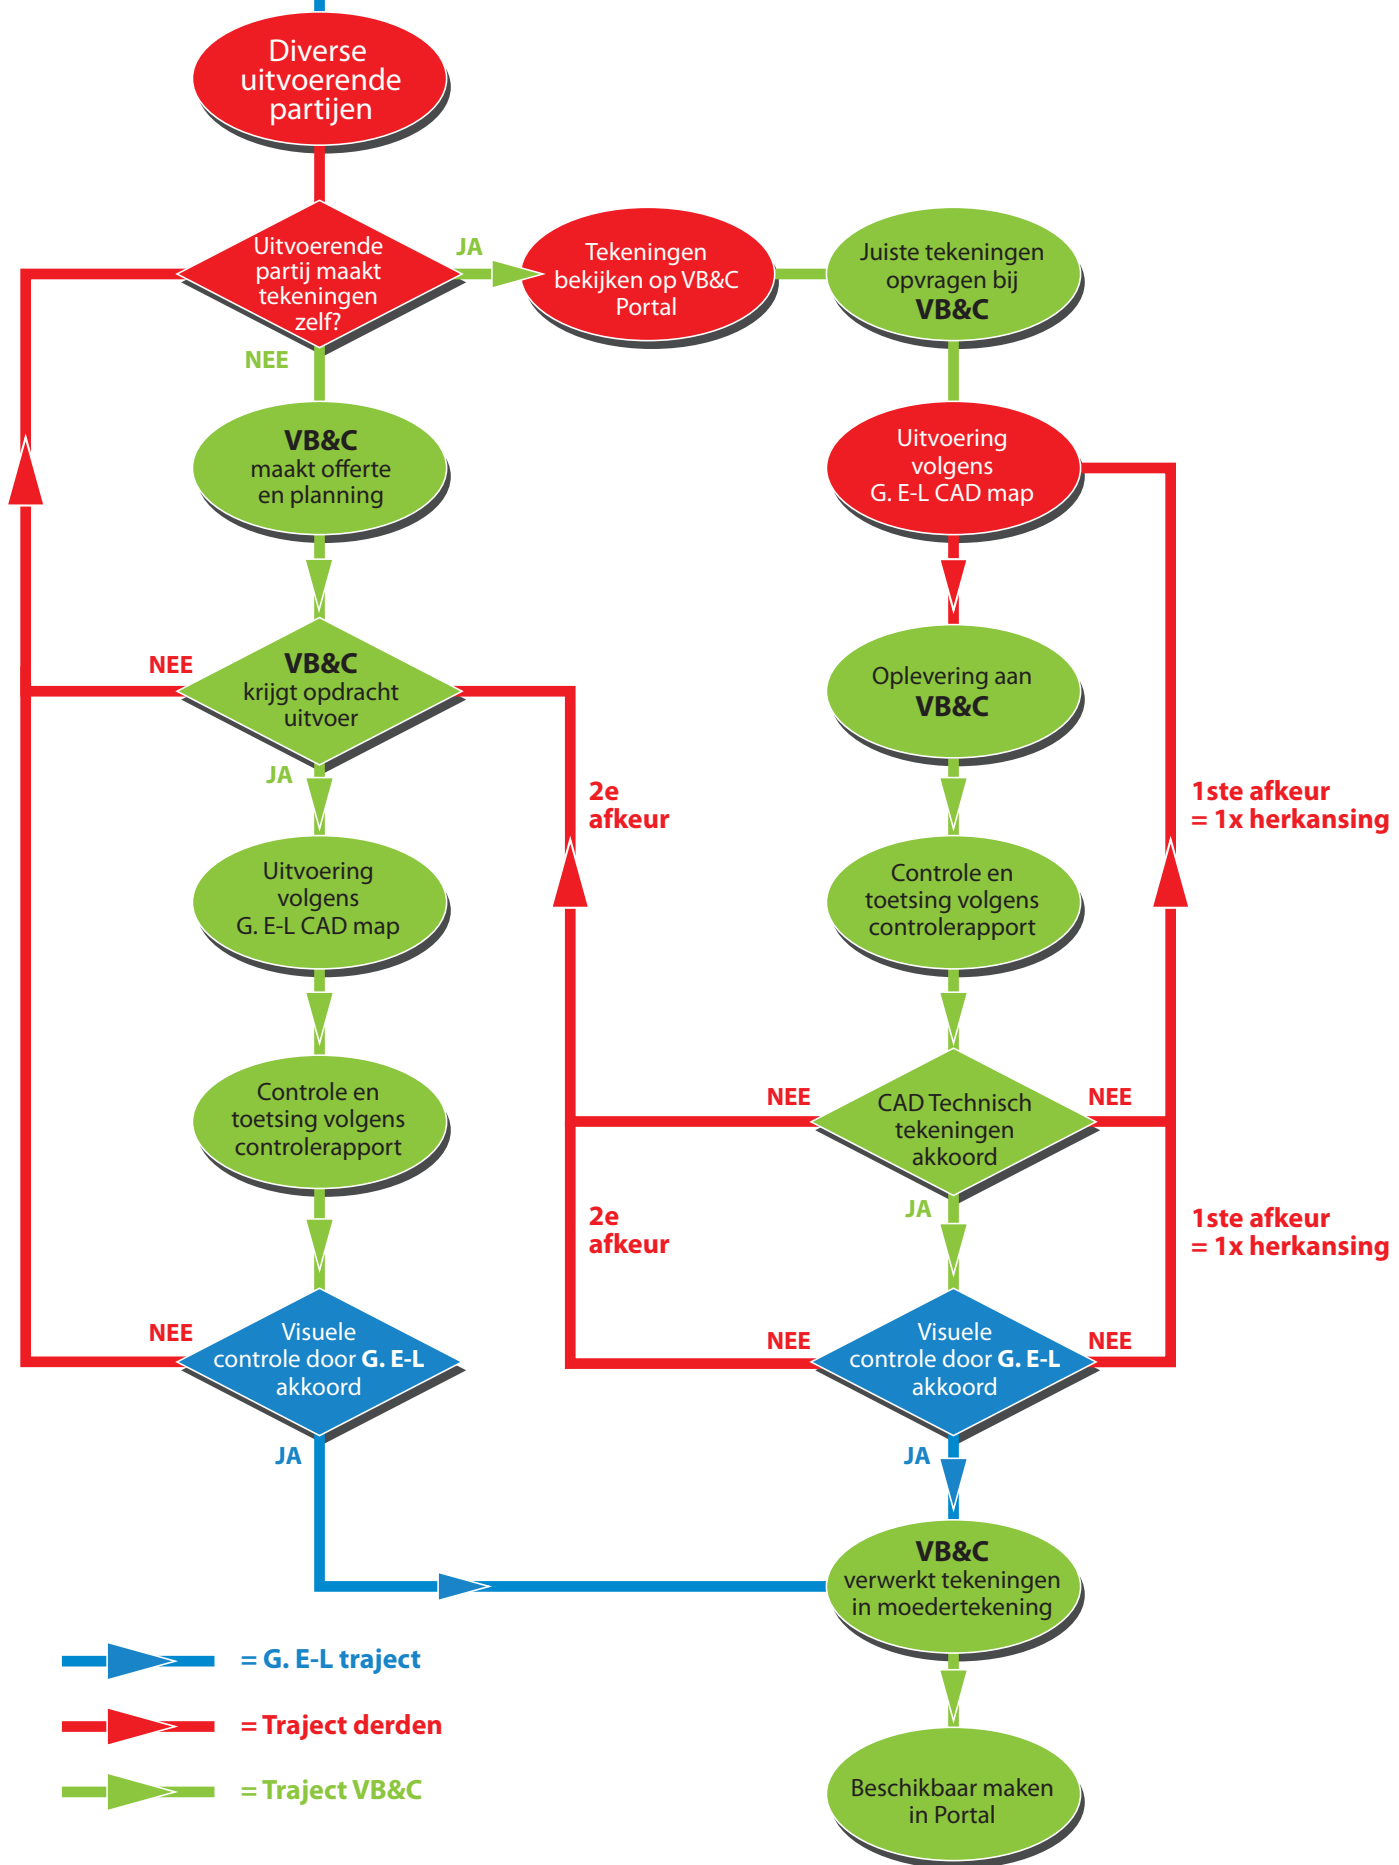 Diverse
uitvoerende
partijen
Uitvoerende
partij maakt
tekeningen
zelf?
JA
Tekeningen
bekijken op VB&C
Portal
Juiste tekeningen
opvragen bij
VB&C
NEE
VB&C
maakt offerte
en planning
Uitvoering
volgens
G. E-L CAD map
NEE
VB&C
krijgt opdracht
uitvoer
Oplevering aan
VB&C
JA
2e
afkeur
1ste afkeur
= 1x herkansing
Uitvoering
volgens
G. E-L CAD map
Controle en
toetsing volgens
controlerapport
Controle en
toetsing volgens
controlerapport
NEE
CAD Technisch
tekeningen
akkoord
NEE
JA
2e
afkeur
1ste afkeur
= 1x herkansing
NEE
Visuele
controle door G. E-L
akkoord
NEE
Visuele
controle door G. E-L
akkoord
NEE
JA
JA
VB&C
verwerkt tekeningen
in moedertekening
= G. E-L traject
= Traject derden
= Traject VB&C
Beschikbaar maken
in Portal